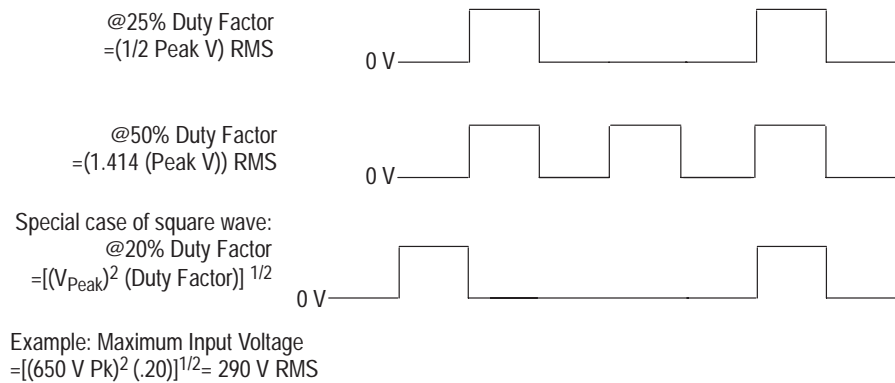 @25% Duty Factor
=(1/2 Peak V) RMS
0 V
@50% Duty Factor
=(1.414 (Peak V)) RMS
0 V
Special case of square wave:
@20% Duty Factor
=[(V_Peak)² (Duty Factor)] ¹/²
0 V
Example: Maximum Input Voltage
=[(650 V Pk)² (.20)]¹/²= 290 V RMS